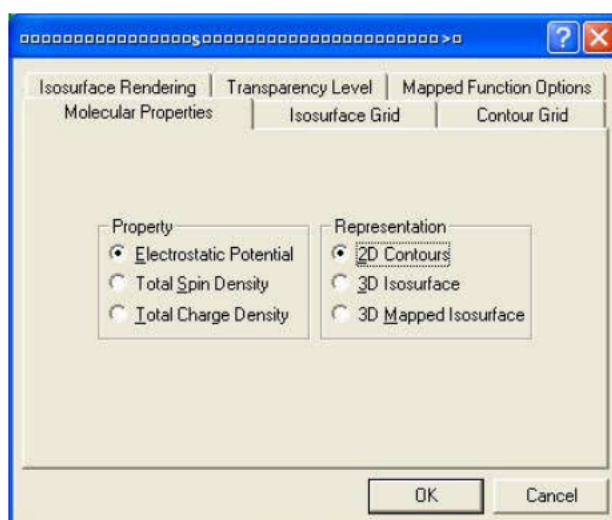 ¤¤¤¤¤¤¤¤¤¤¤¤¤¤¤¤¤s¤¤¤¤¤¤¤¤¤¤¤¤¤¤¤¤¤¤¤¤¤¤¤ >¤ ?
Isosurface Rendering Transparency Level Mapped Function Options
Molecular Properties Isosurface Grid Contour Grid
Property Representation
Electrostatic Potential 2D Contours
Total Spin Density 3D Isosurface
Total Charge Density 3D Mapped Isosurface
OK Cancel